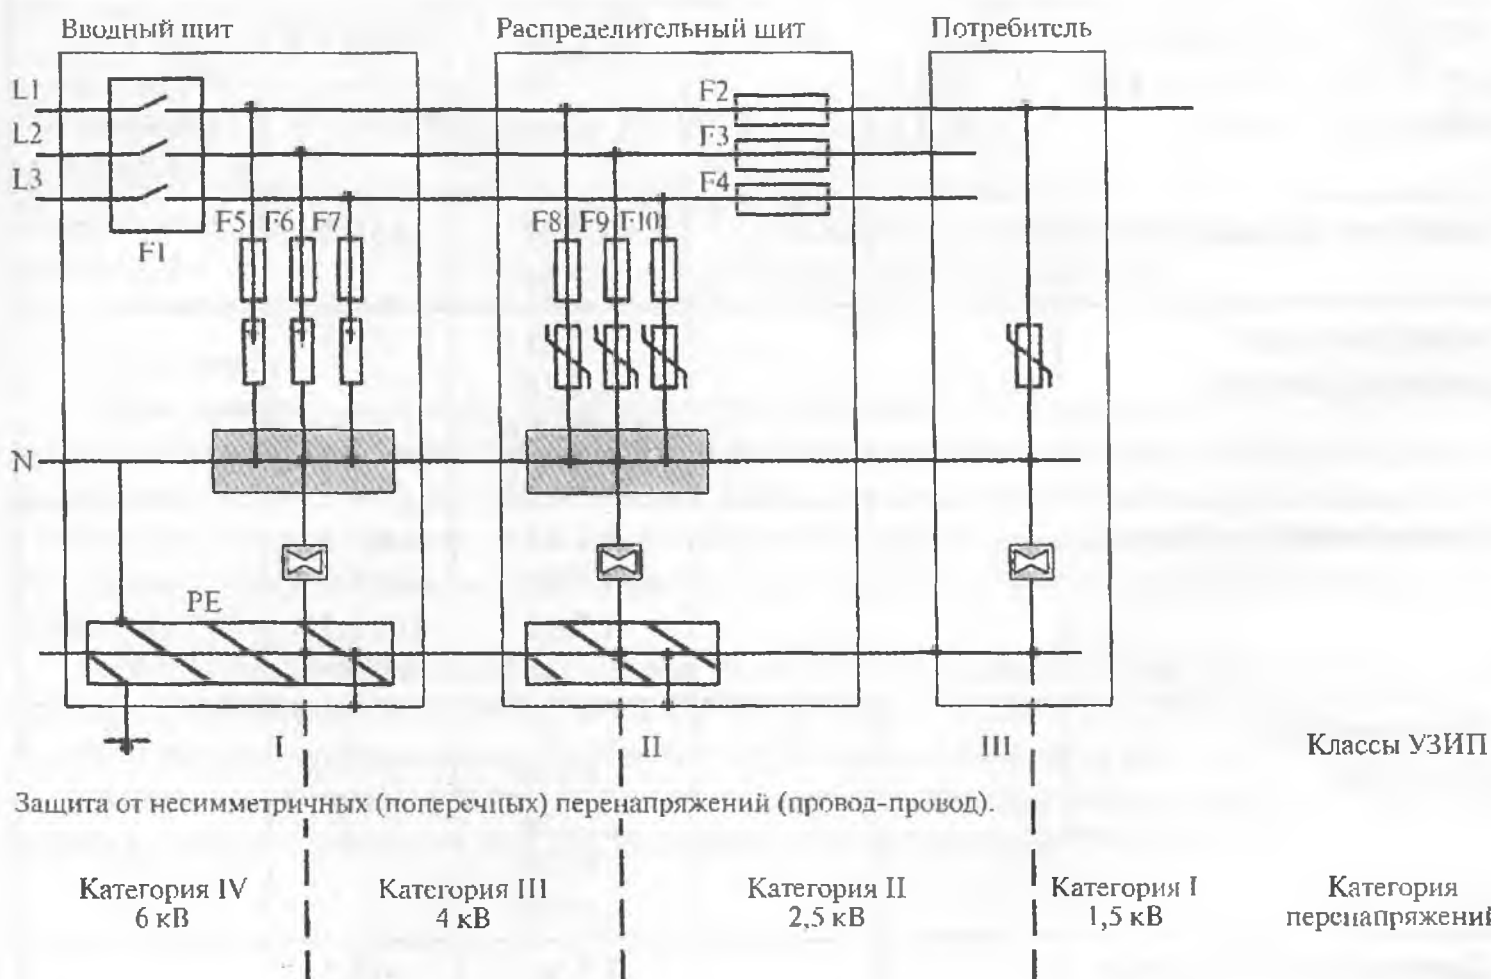 Вводный щит
Распределительный щит
Потребитель
L1
F2
L2
F3
L3
F4
F5 F6 F7
F8 F9 F10
F1
N
PE
I
II
III
Классы УЗИП
Защита от несимметричных (поперечных) перенапряжений (провод-провод).
Категория IV
6 кВ
Категория III
4 кВ
Категория II
2,5 кВ
Категория I
1,5 кВ
Категория
перенапряжений